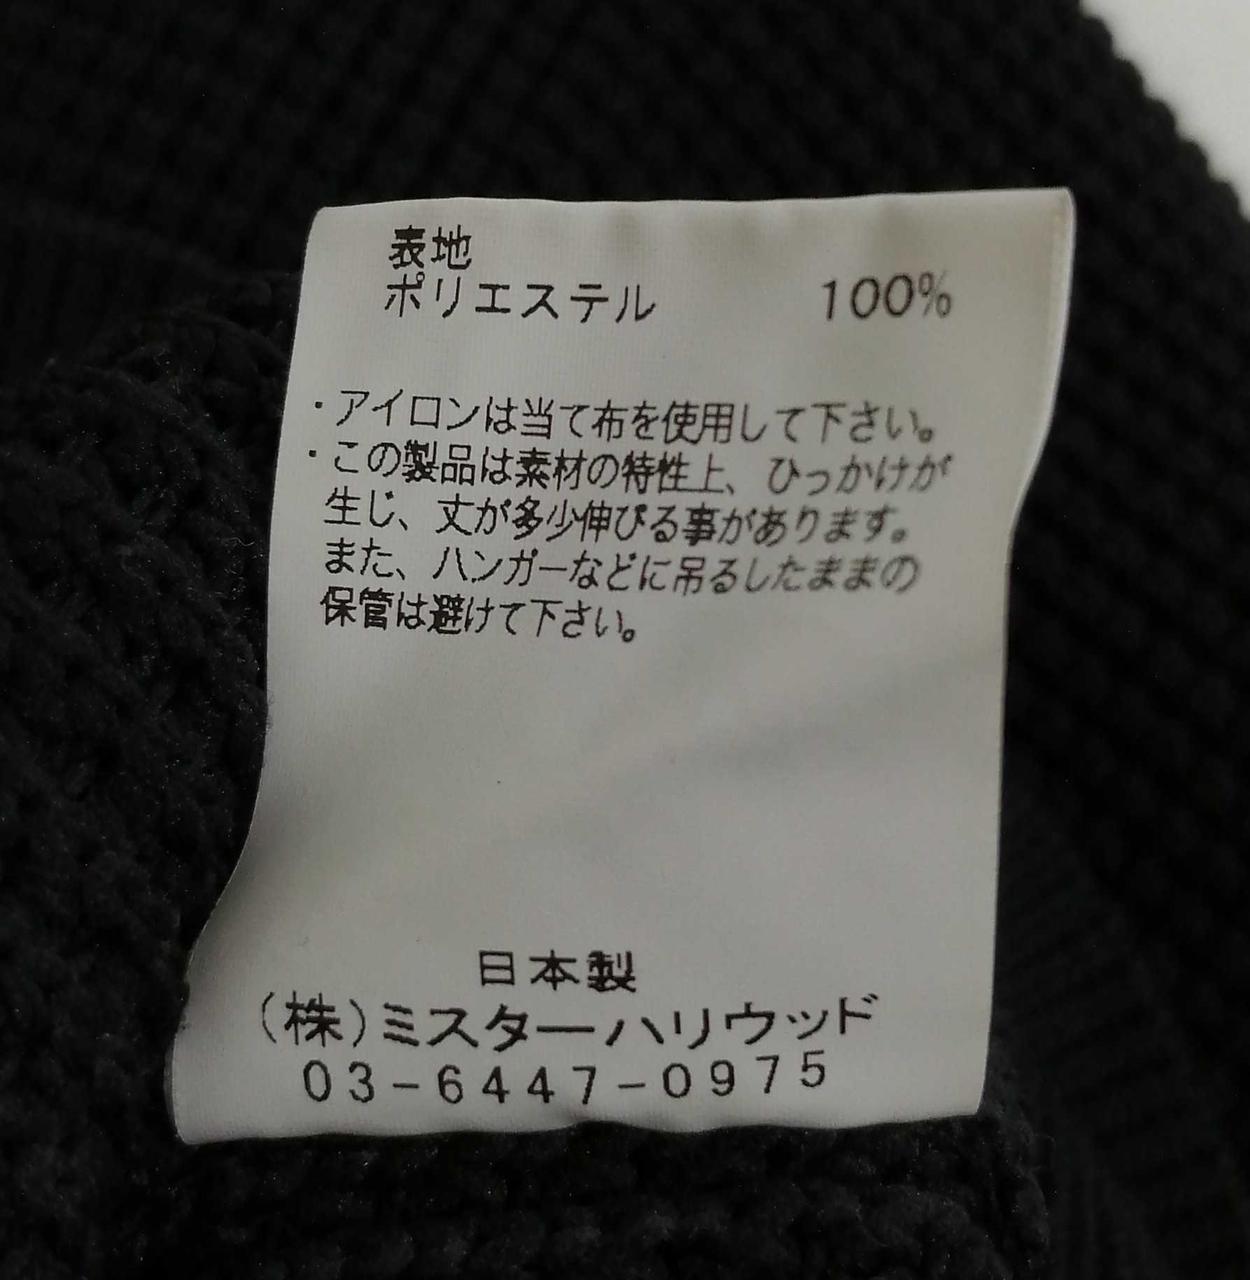 表地
ポリエステル 100%
・アイロンは当て布を使用して下さい。
・この製品は素材の特性上、ひっかけが
生じ、丈が多少伸びる事があります。
また、ハンガーなどに吊るしたままの
保管は避けて下さい。
日本製
（株）ミスターハリウッド
03-6447-0975